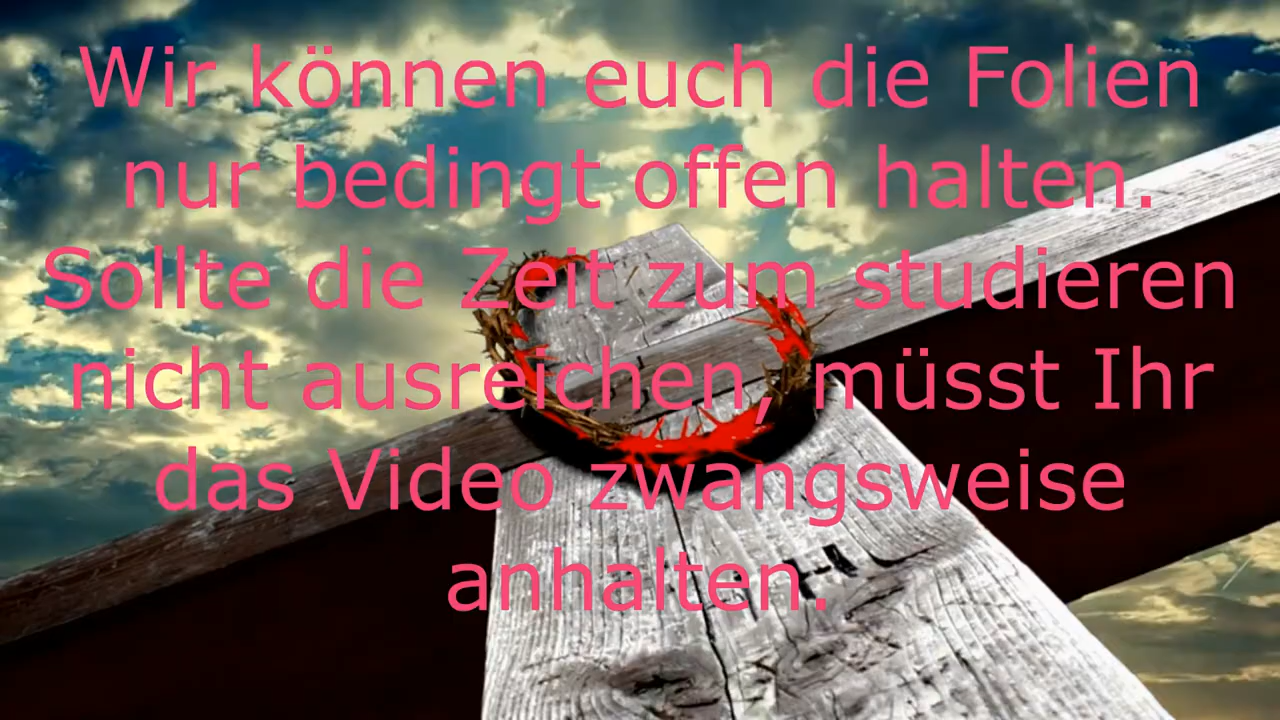 Wir können euch die Folien
nur bedingt offen halten.
Sollte die Zeit zum studieren
nicht ausreichen, müsst Ihr
das Video zwangsweise
anhalten.